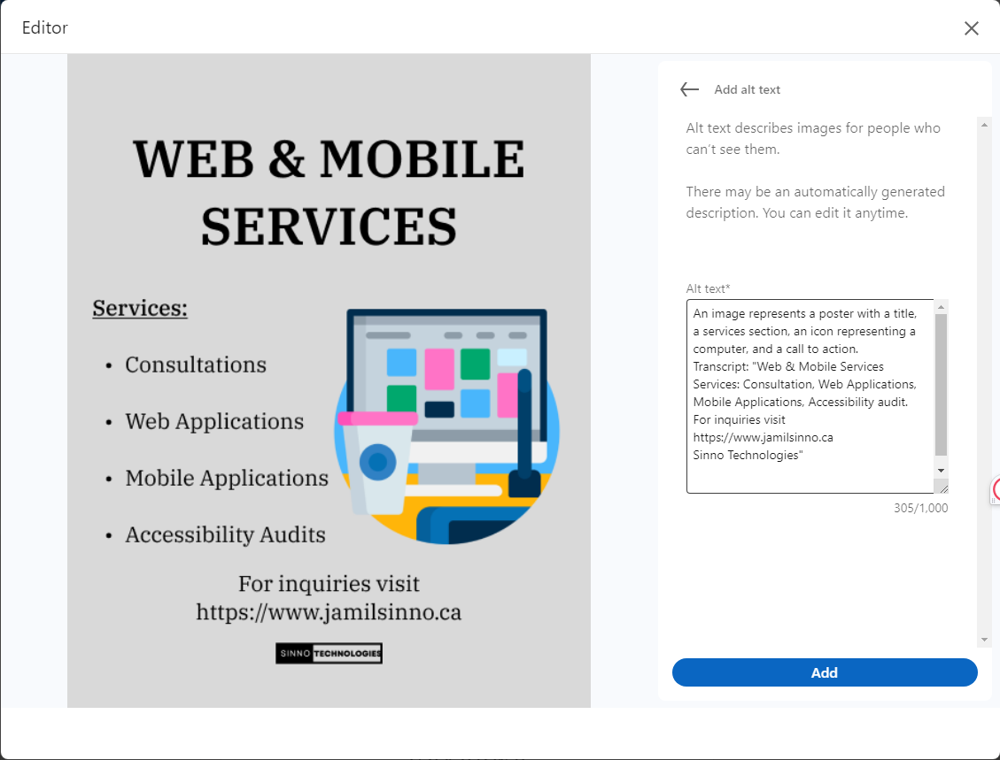 Editor
WEB & MOBILE
SERVICES
Services:
• Consultations
• Web Applications
• Mobile Applications
• Accessibility Audits
For inquiries visit
https://www.jamilsinno.ca
SINNO TECHNOLOGIES
Add alt text
Alt text describes images for people who
can’t see them.
There may be an automatically generated
description. You can edit it anytime.
Alt text*
An image represents a poster with a title,
a services section, an icon representing a
computer, and a call to action.
Transcript: "Web & Mobile Services
Services: Consultation, Web Applications,
Mobile Applications, Accessibility audit.
For inquiries visit
https://www.jamilsinno.ca
Sinno Technologies"
305/1,000
Add